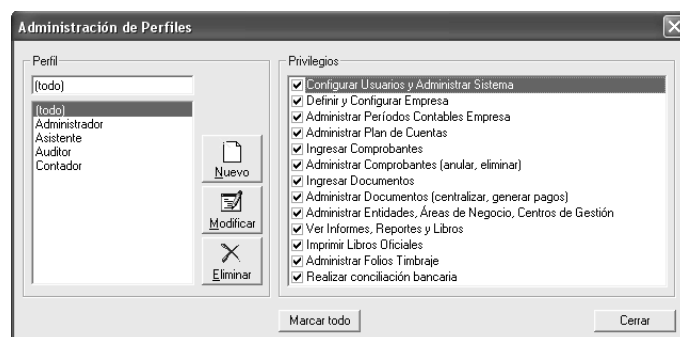 Administración de Perfiles
Perfil
(todo)
(todo)
Administrador
Asistente
Auditor
Contador
Nuevo
Modificar
Eliminar
Privilegios
Configurar Usuarios y Administrar Sistema
Definir y Configurar Empresa
Administrar Períodos Contables Empresa
Administrar Plan de Cuentas
Ingresar Comprobantes
Administrar Comprobantes (anular, eliminar)
Ingresar Documentos
Administrar Documentos (centralizar, generar pagos)
Administrar Entidades, Áreas de Negocio, Centros de Gestión
Ver Informes, Reportes y Libros
Imprimir Libros Oficiales
Administrar Folios Timbraje
Realizar conciliación bancaria
Marcar todo
Cerrar